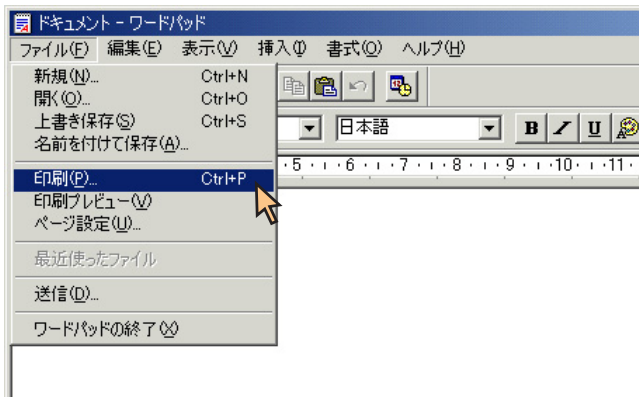 ドキュメント - ワードパッド
ファイル(F) 編集(E) 表示(V) 挿入(I) 書式(O) ヘルプ(H)
新規(N)... Ctrl+N
開く(O)... Ctrl+O
上書き保存(S) Ctrl+S
名前を付けて保存(A)...
日本語 B I U
印刷(P)... Ctrl+P
·5·ı·6·ı·7·ı·8·ı·9·ı·10·ı·11·
印刷プレビュー(V)
ページ設定(U)...
最近使ったファイル
送信(D)...
ワードパッドの終了(X)